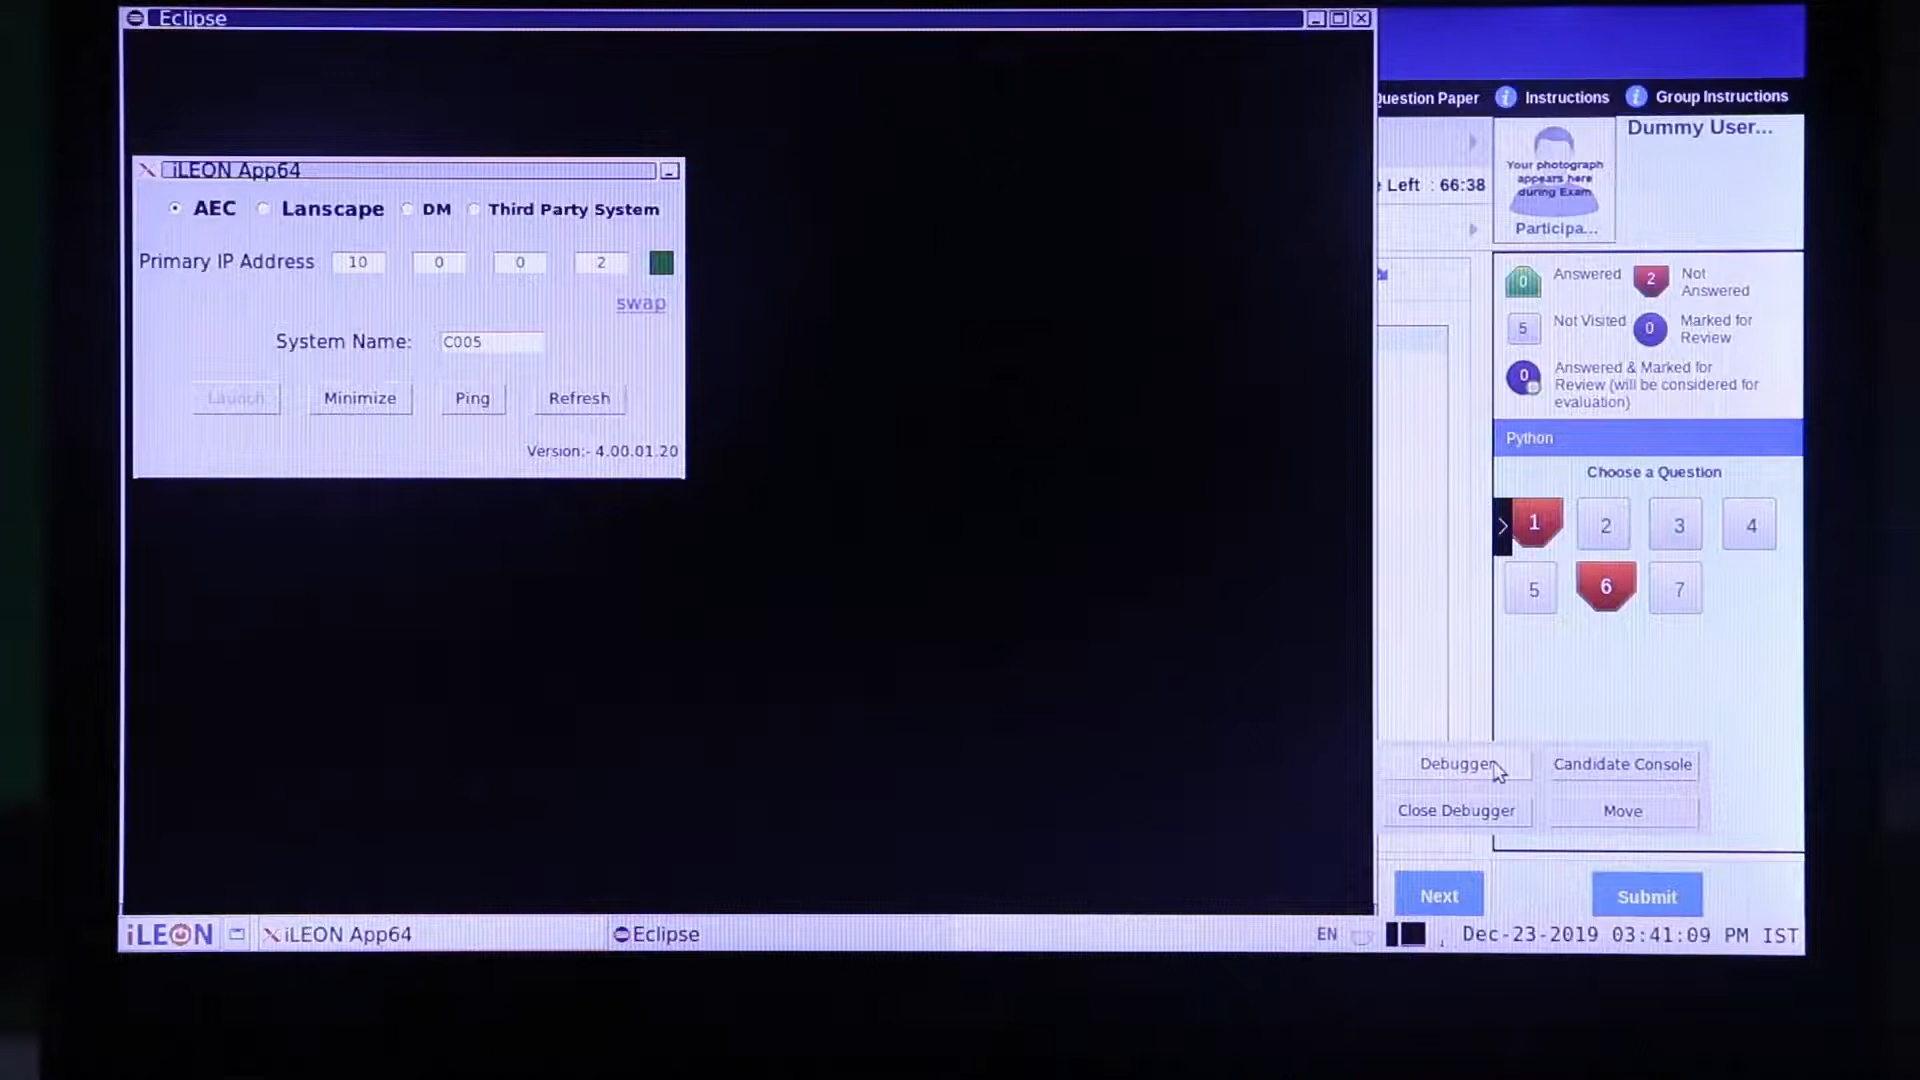 Eclipse
Question Paper
Instructions
Group Instructions
Dummy User...
Your photograph
appears here
during Exam
Participa...
Left : 66:38
iLEON App64
AEC
Lanscape
DM
Third Party System
Primary IP Address 10 0 0 2
swap
System Name: C005
Launch
Minimize
Ping
Refresh
Version:- 4.00.01.20
0 Answered
2 Not
Answered
5 Not Visited
0 Marked for
Review
0 Answered & Marked for
Review (will be considered for
evaluation)
Python
Choose a Question
1 2 3 4
5 6 7
Debugger
Candidate Console
Close Debugger
Move
Next
Submit
iLEON
iLEON App64
Eclipse
EN
Dec-23-2019 03:41:09 PM IST